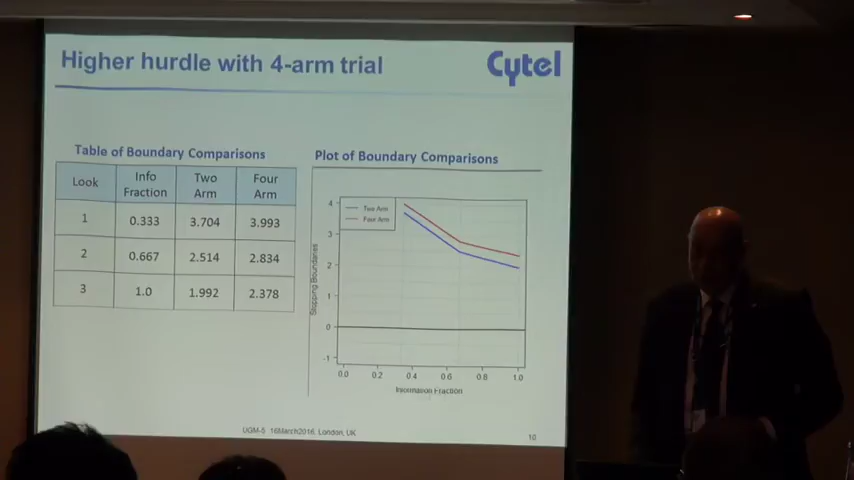 Higher hurdle with 4-arm trial
Cytel
Table of Boundary Comparisons
Look
Info Fraction
Two Arm
Four Arm
1
0.333
3.704
3.993
2
0.667
2.514
2.834
3
1.0
1.992
2.378
Plot of Boundary Comparisons
Two Arm
Four Arm
Stopping Boundaries
4
3
2
1
0
-1
0.0
0.2
0.4
0.6
0.8
1.0
Information Fraction
UGM-5 16March2016, London, UK
10